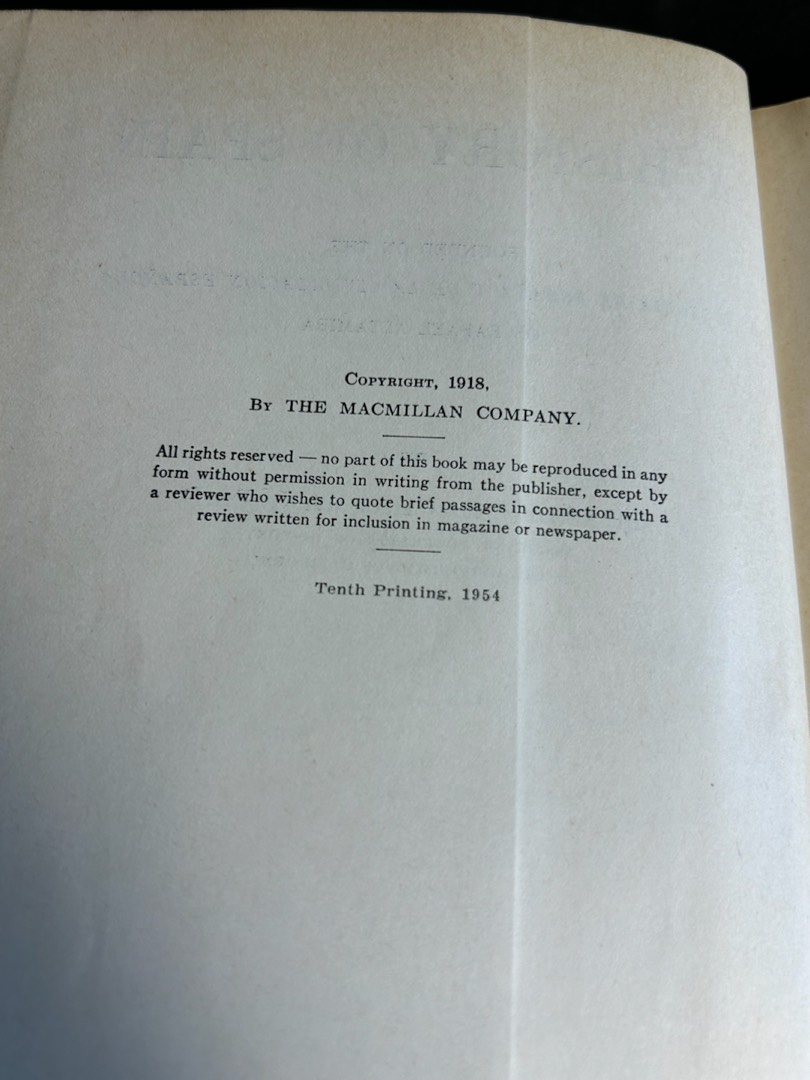 COPYRIGHT, 1918,
BY THE MACMILLAN COMPANY.
All rights reserved — no part of this book may be reproduced in any
form without permission in writing from the publisher, except by
a reviewer who wishes to quote brief passages in connection with a
review written for inclusion in magazine or newspaper.
Tenth Printing, 1954